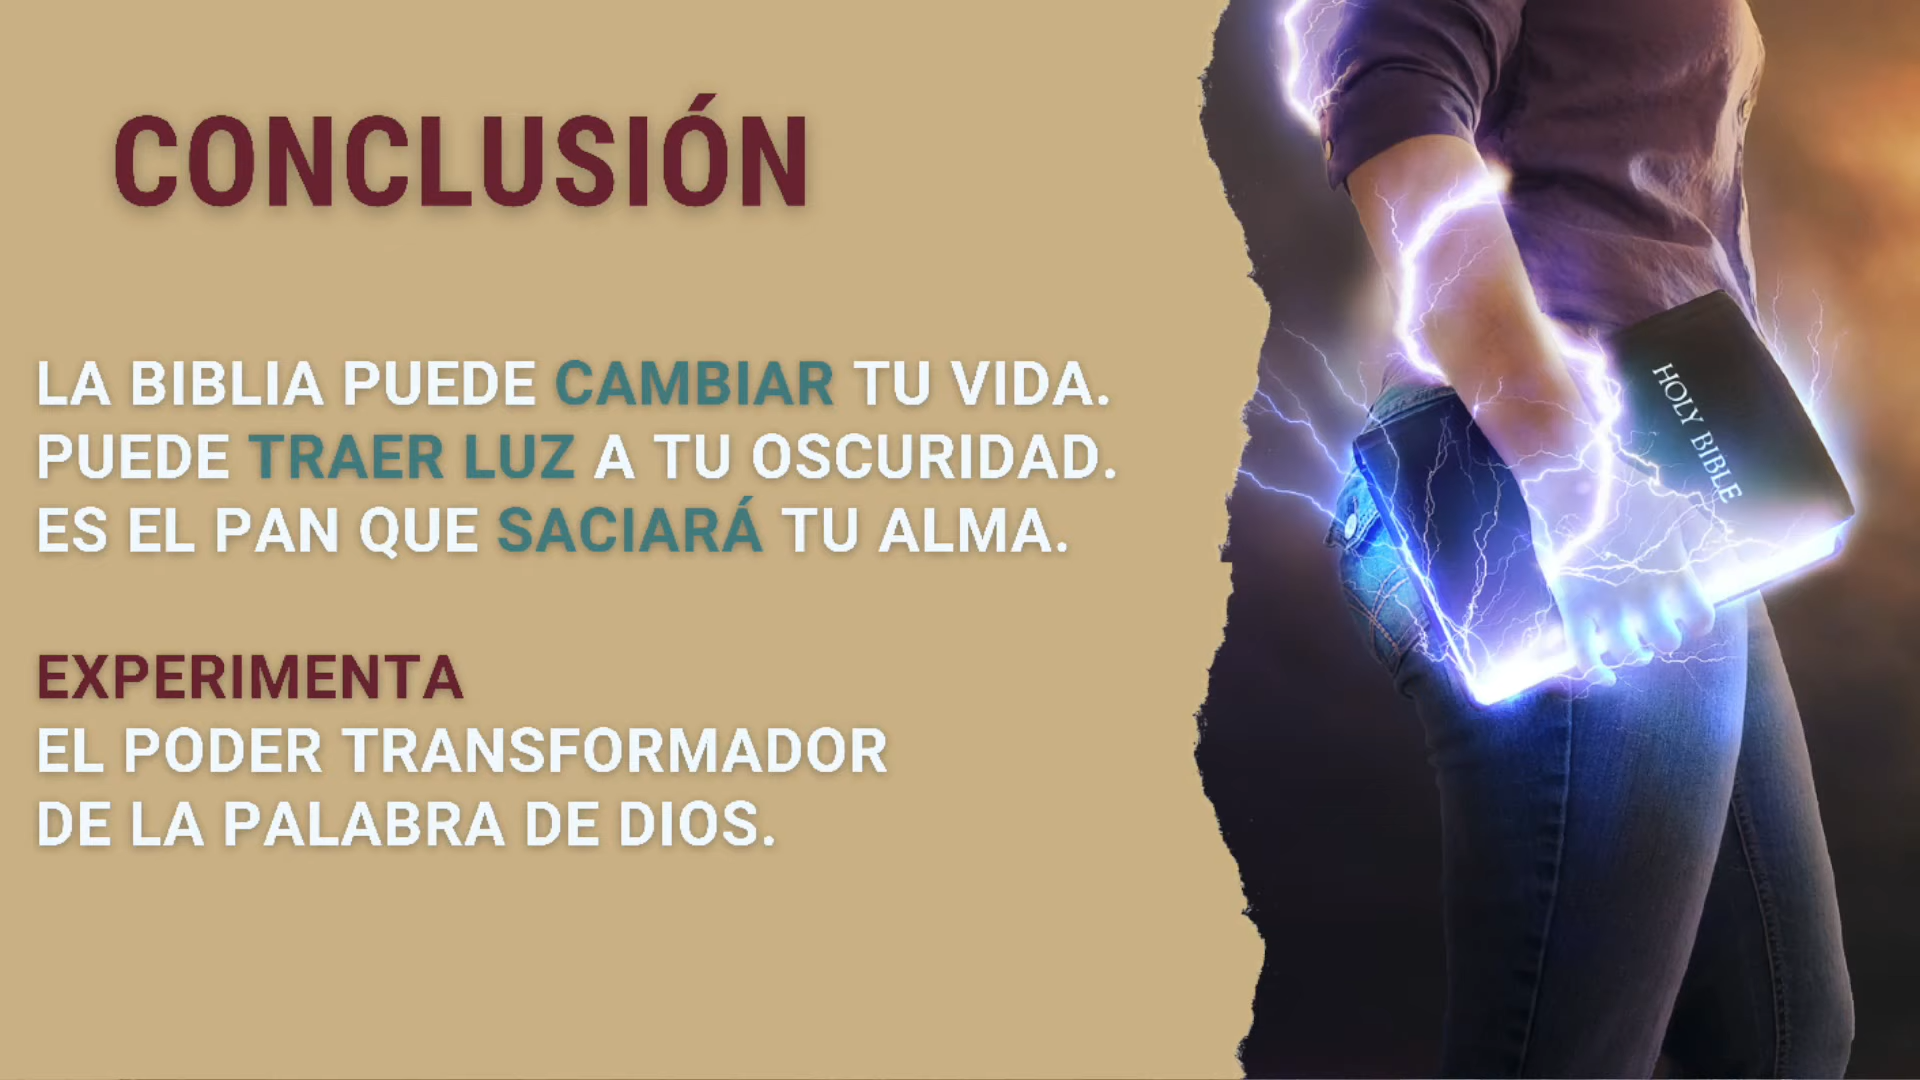 CONCLUSIÓN
LA BIBLIA PUEDE CAMBIAR TU VIDA.
PUEDE TRAER LUZ A TU OSCURIDAD.
ES EL PAN QUE SACIARÁ TU ALMA.
EXPERIMENTA
EL PODER TRANSFORMADOR
DE LA PALABRA DE DIOS.
HOLY BIBLE